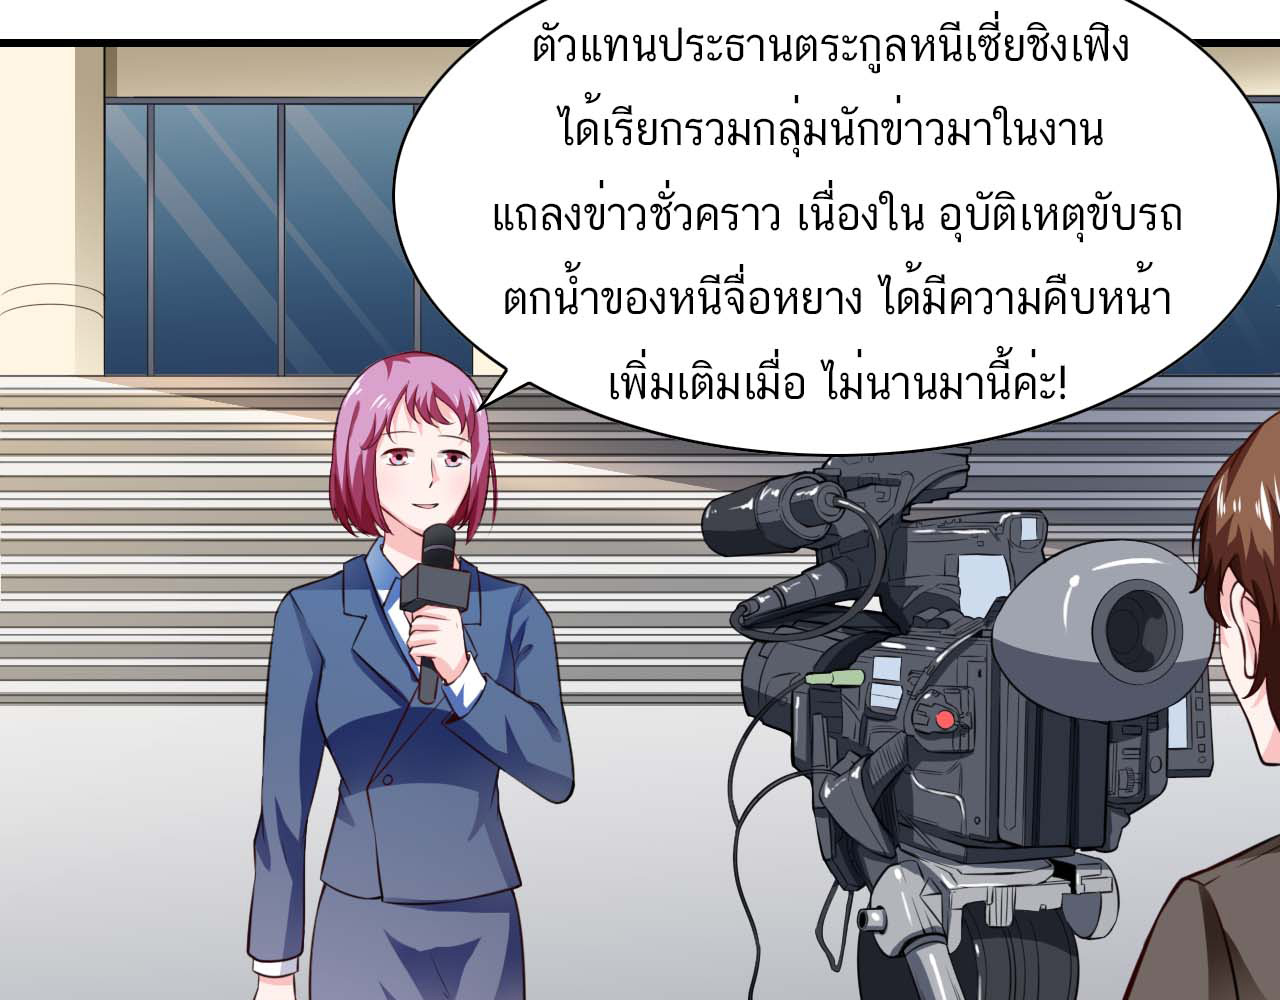 ตัวแทนประธานตระกูลหนีเซี่ยชิงเฟิง
ได้เรียกรวมกลุ่มนักข่าวมาในงาน
แถลงข่าวชั่วคราว เนื่องใน อุบัติเหตุขับรถ
ตกน้ำของหนีจื่อหยาง ได้มีความคืบหน้า
เพิ่มเติมเมื่อ ไม่นานมานี้ค่ะ!